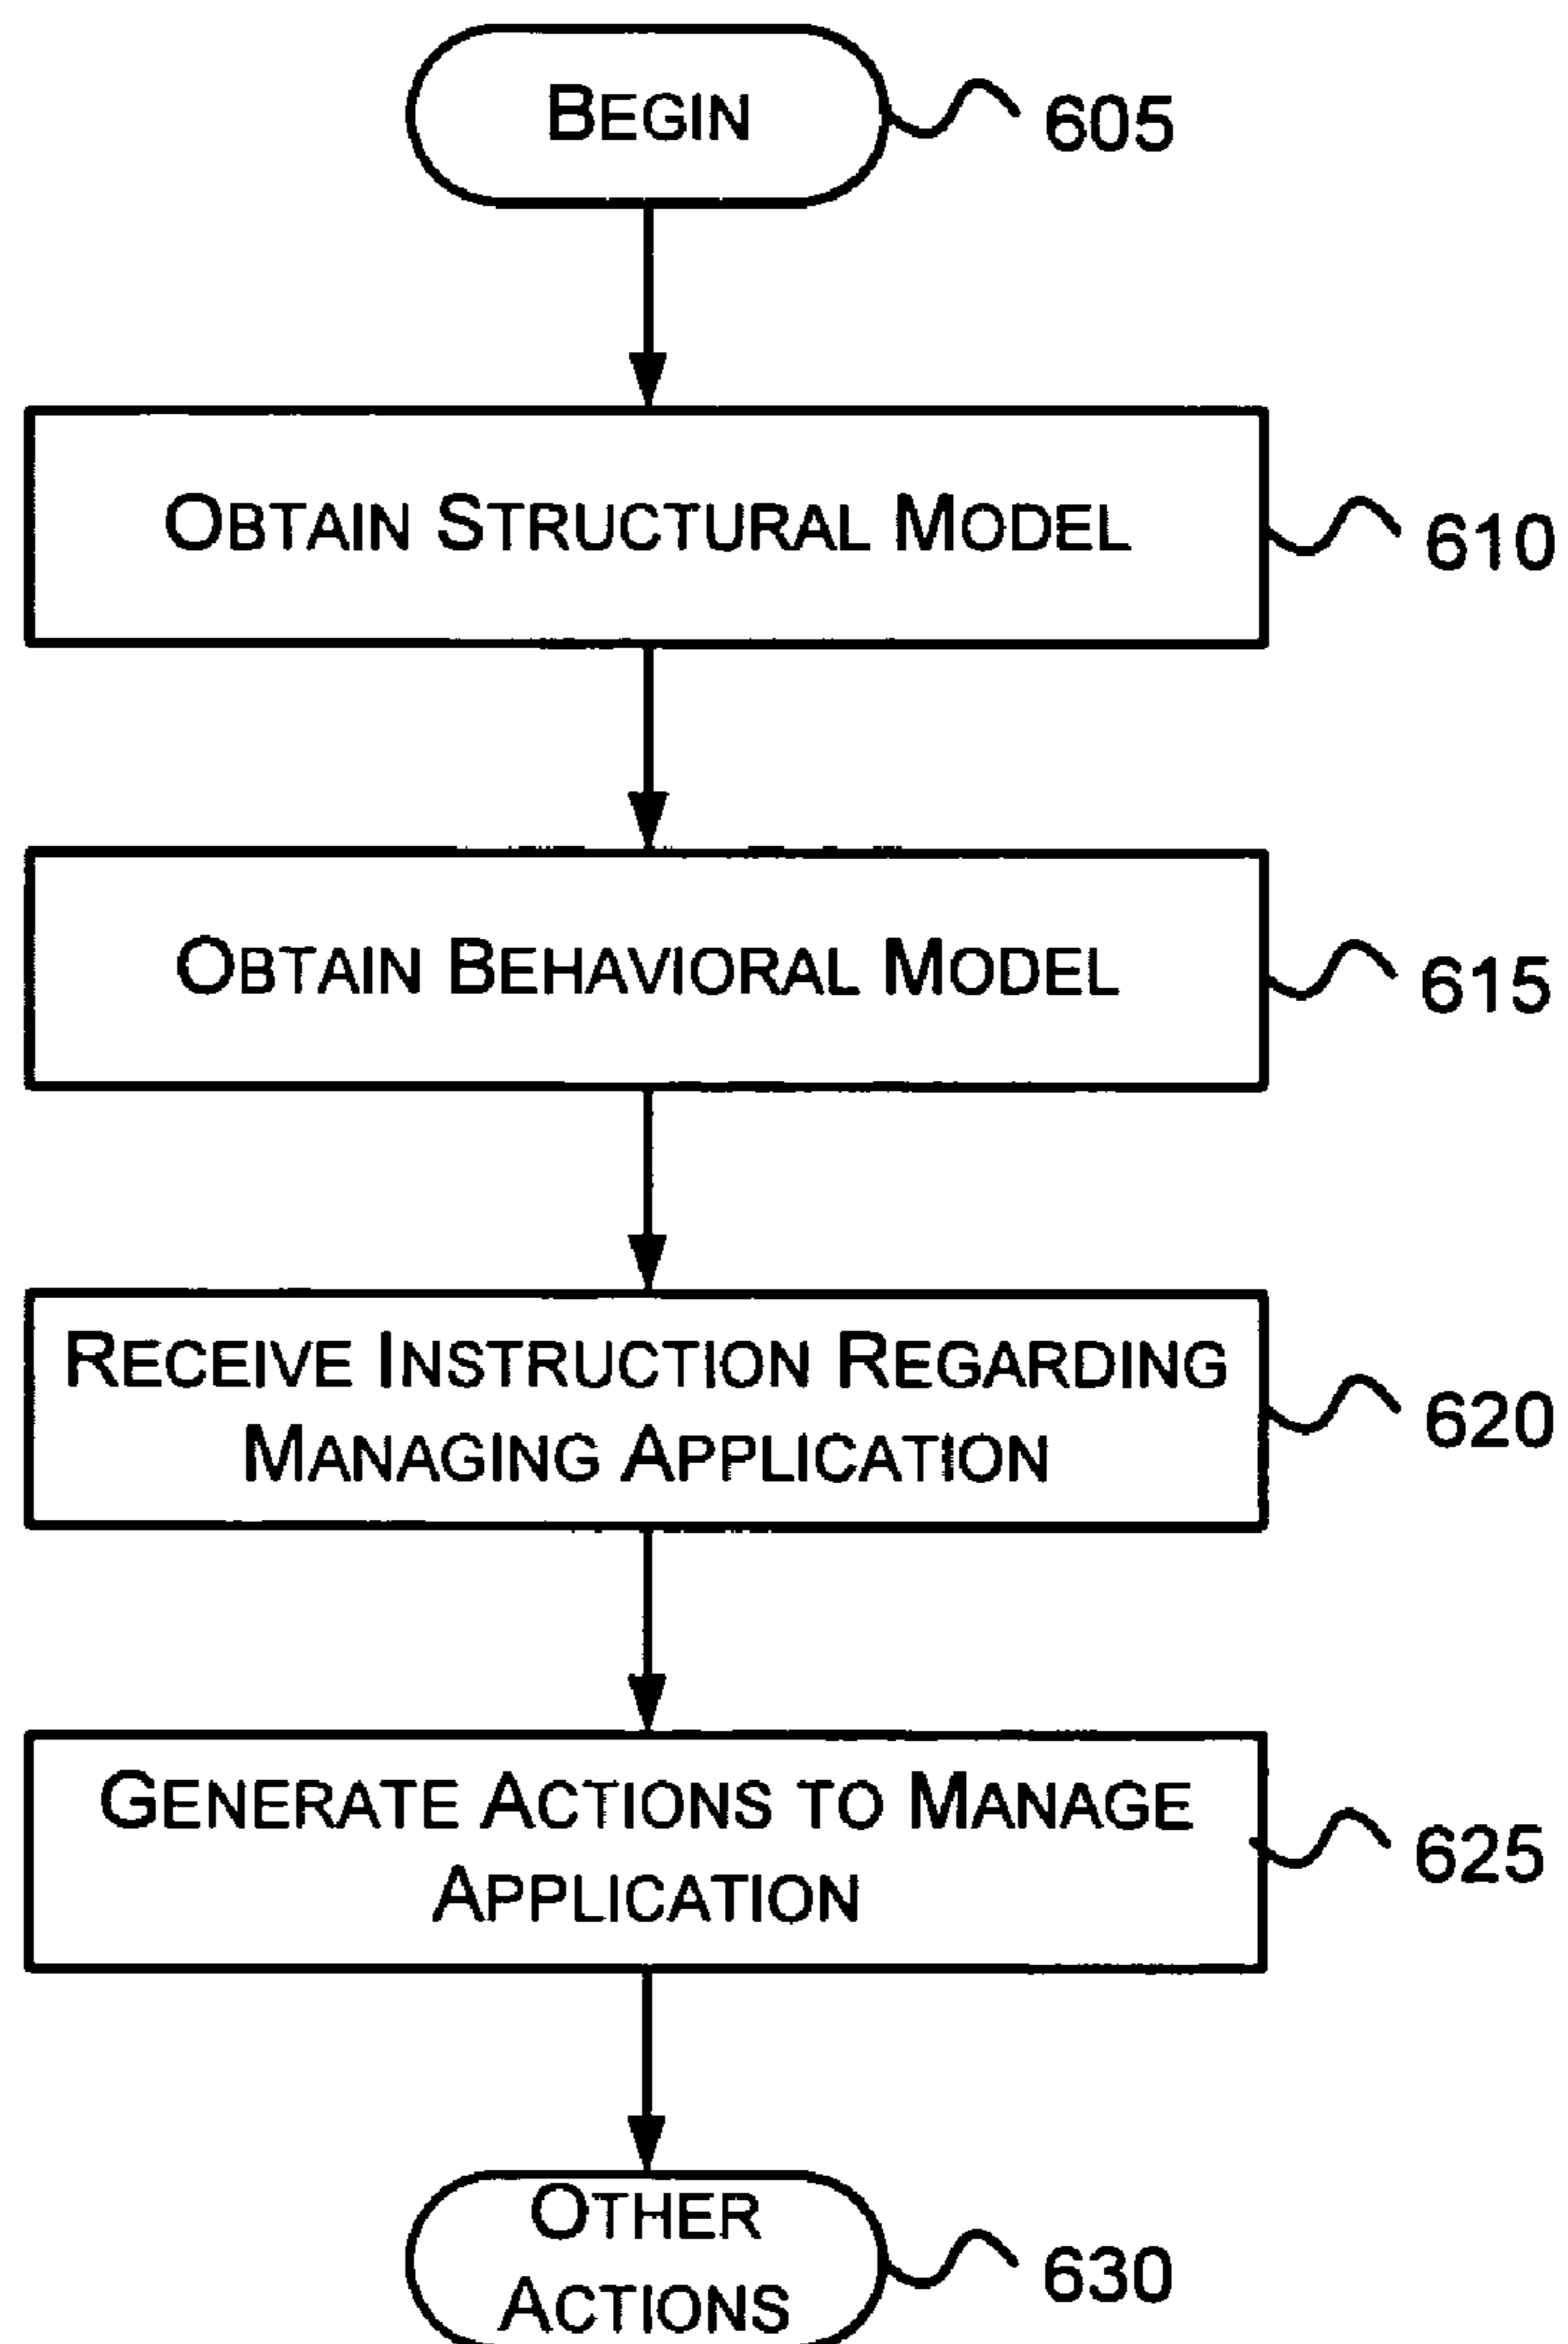 BEGIN
605
OBTAIN STRUCTURAL MODEL
610
OBTAIN BEHAVIORAL MODEL
615
RECEIVE INSTRUCTION REGARDING
MANAGING APPLICATION
620
GENERATE ACTIONS TO MANAGE
APPLICATION
625
OTHER
ACTIONS
630